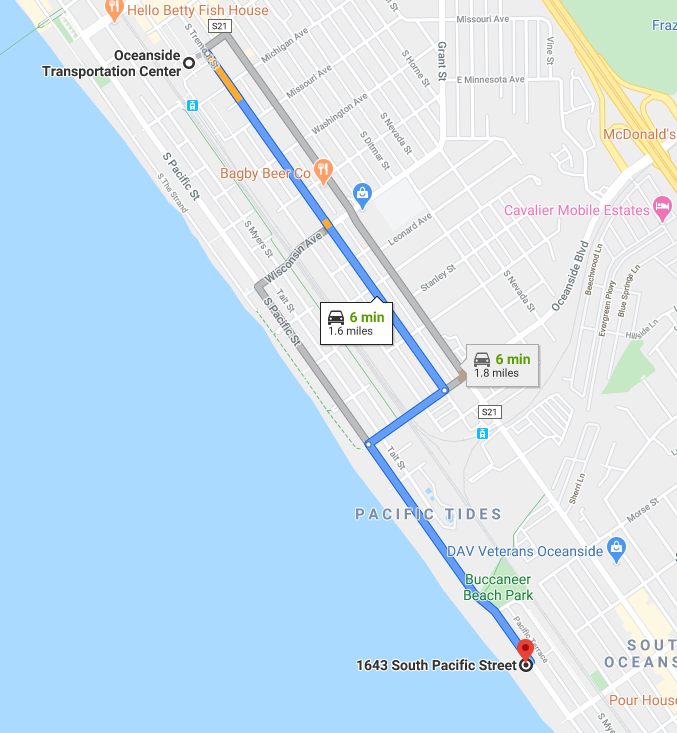 Hello Betty Fish House
S21
Missouri Ave
Fraz
Oceanside
Transportation Center
S Tremont St
Michigan Ave
Grant St
Vine St
S Horne St
Missouri Ave
E Minnesota Ave
Washington Ave
S Nevada St
McDonald's
S Ditmar St
S Pacific St
Bagby Beer Co
S The Strand
Cavalier Mobile Estates
Leonard Ave
S Myers St
Wisconsin Ave
Oceanside Blvd
Beechwood Ln
Stanley St
S Nevada St
Blue Springs Ln
Evergreen Pkwy
Tait St
S Pacific St
6 min
1.6 miles
Hillside Ln
6 min
1.8 miles
S21
Tait St
Sherri Ln
PACIFIC TIDES
Morse St
DAV Veterans Oceanside
Buccaneer
Beach Park
Pacific Terrace
1643 South Pacific Street
SOUT
OCEANS
Pour House
S Mye